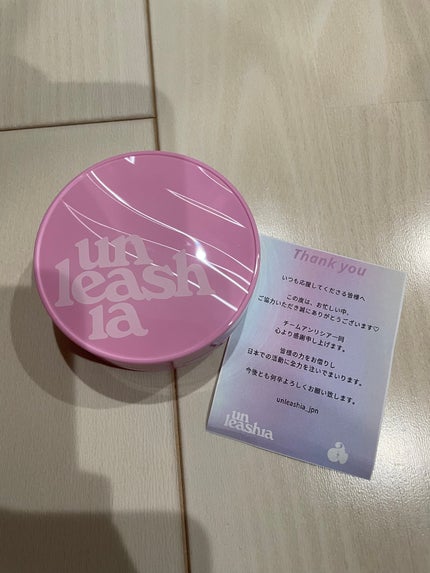 un
leash
ia
Thank you
いつも応援してくださる皆様へ
この度は、お忙しい中、
ご協力いただき誠にありがとうございます♡
チームアンリシア一同
心より感謝申し上げます。
皆様の力をお借りし
日本での活動に全力を注いでまいります。
今後とも何卒よろしくお願い致します。
unleashia_jpn
un
leashia